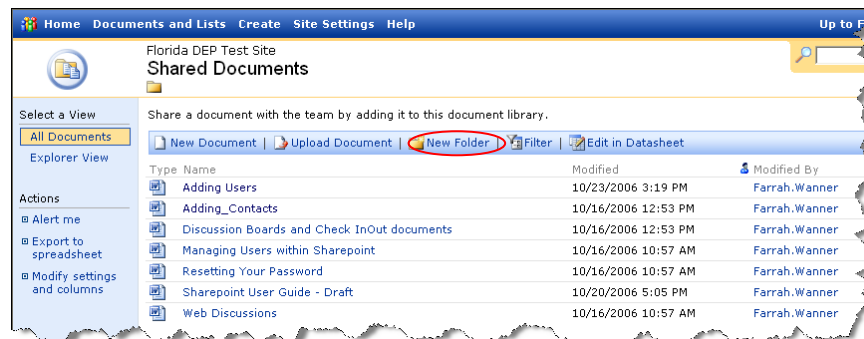 Home Documents and Lists Create Site Settings Help Up to
Florida DEP Test Site
Shared Documents
Select a View
All Documents
Explorer View
Actions
Alert me
Export to
spreadsheet
Modify settings
and columns
Share a document with the team by adding it to this document library.
New Document | Upload Document | New Folder | Filter | Edit in Datasheet
Type Name Modified Modified By
Adding Users 10/23/2006 3:19 PM Farrah.Wanner
Adding_Contacts 10/16/2006 12:53 PM Farrah.Wanner
Discussion Boards and Check InOut documents 10/16/2006 12:53 PM Farrah.Wanner
Managing Users within Sharepoint 10/16/2006 10:57 AM Farrah.Wanner
Resetting Your Password 10/16/2006 10:57 AM Farrah.Wanner
Sharepoint User Guide - Draft 10/20/2006 5:05 PM Farrah.Wanner
Web Discussions 10/16/2006 10:57 AM Farrah.Wanner